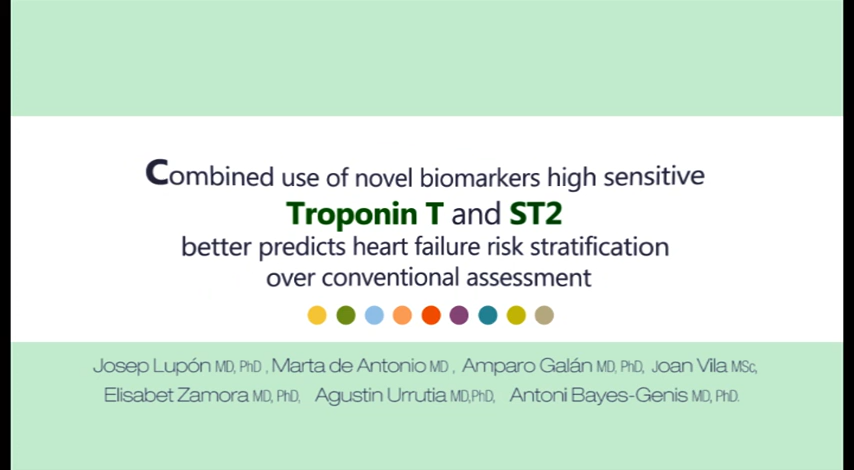 Combined use of novel biomarkers high sensitive
Troponin T and ST2
better predicts heart failure risk stratification
over conventional assessment
Josep Lupón MD, PhD , Marta de Antonio MD , Amparo Galán MD, PhD, Joan Vila MSc,
Elisabet Zamora MD, PhD, Agustin Urrutia MD,PhD, Antoni Bayes-Genis MD, PhD.